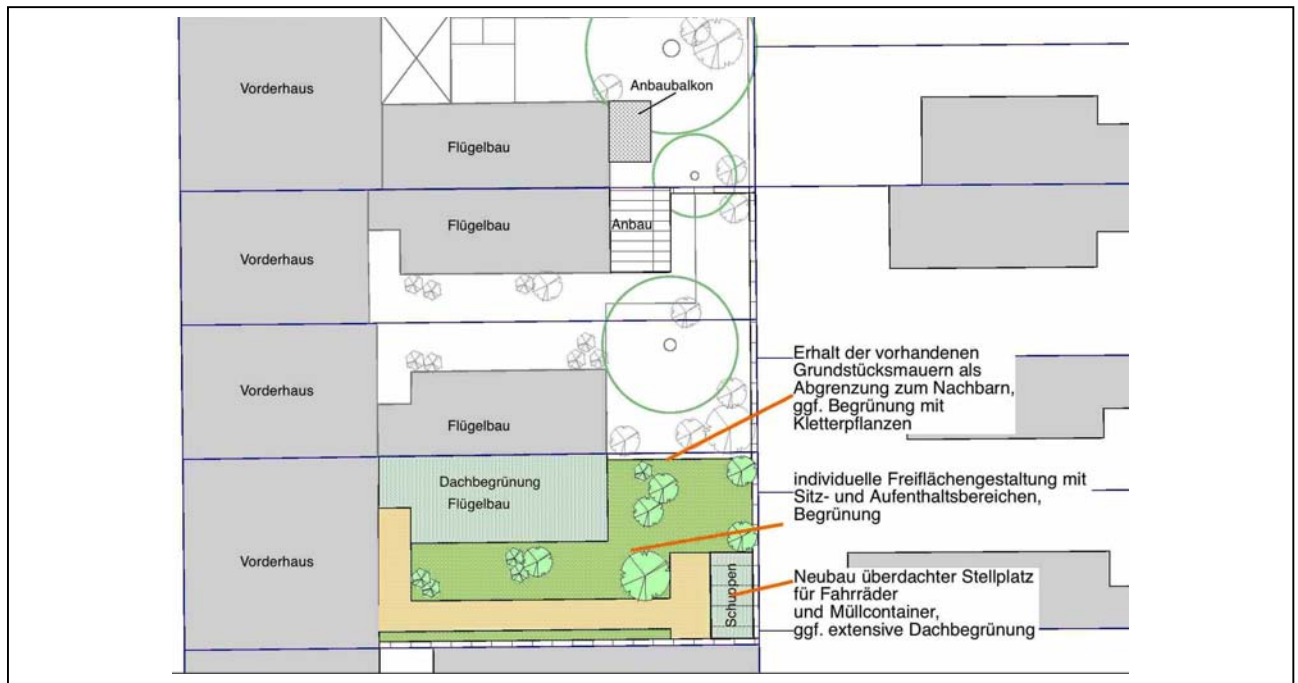 Vorderhaus
Anbaubalkon
Flügelbau
Flügelbau
Anbau
Vorderhaus
Vorderhaus
Flügelbau
Erhalt der vorhandenen
Grundstücksmauern als
Abgrenzung zum Nachbarn,
ggf. Begrünung mit
Kletterpflanzen
Dachbegrünung
Flügelbau
individuelle Freiflächengestaltung mit
Sitz- und Aufenthaltsbereichen,
Begrünung
Vorderhaus
Schuppen
Neubau überdachter Stellplatz
für Fahrräder
und Müllcontainer,
ggf. extensive Dachbegrünung